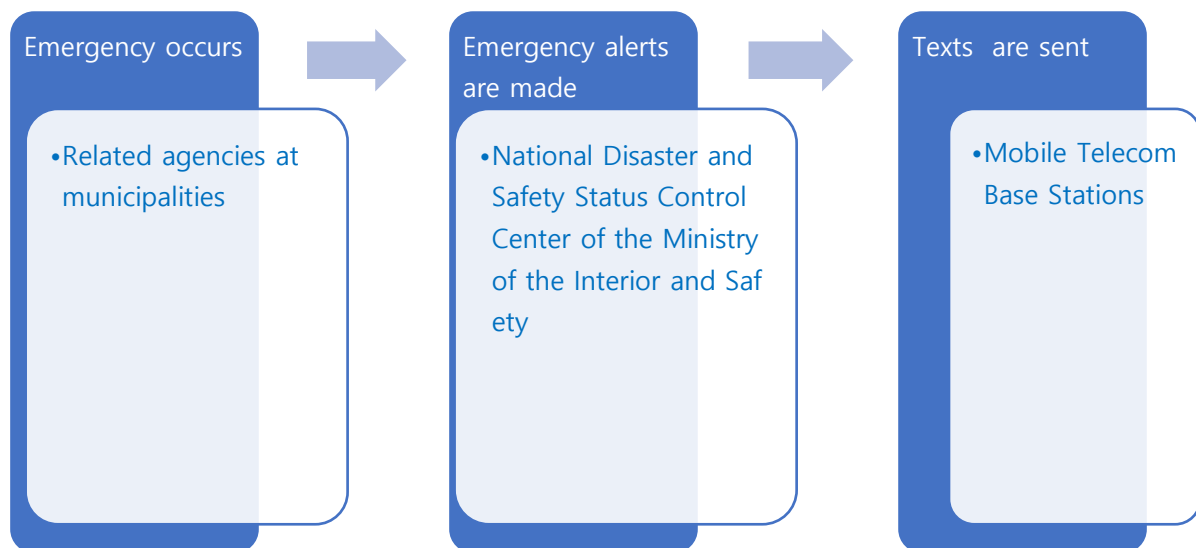 Emergency occurs
•Related agencies at
municipalities
Emergency alerts
are made
•National Disaster and
Safety Status Control
Center of the Ministry
of the Interior and Saf
ety
Texts are sent
•Mobile Telecom
Base Stations